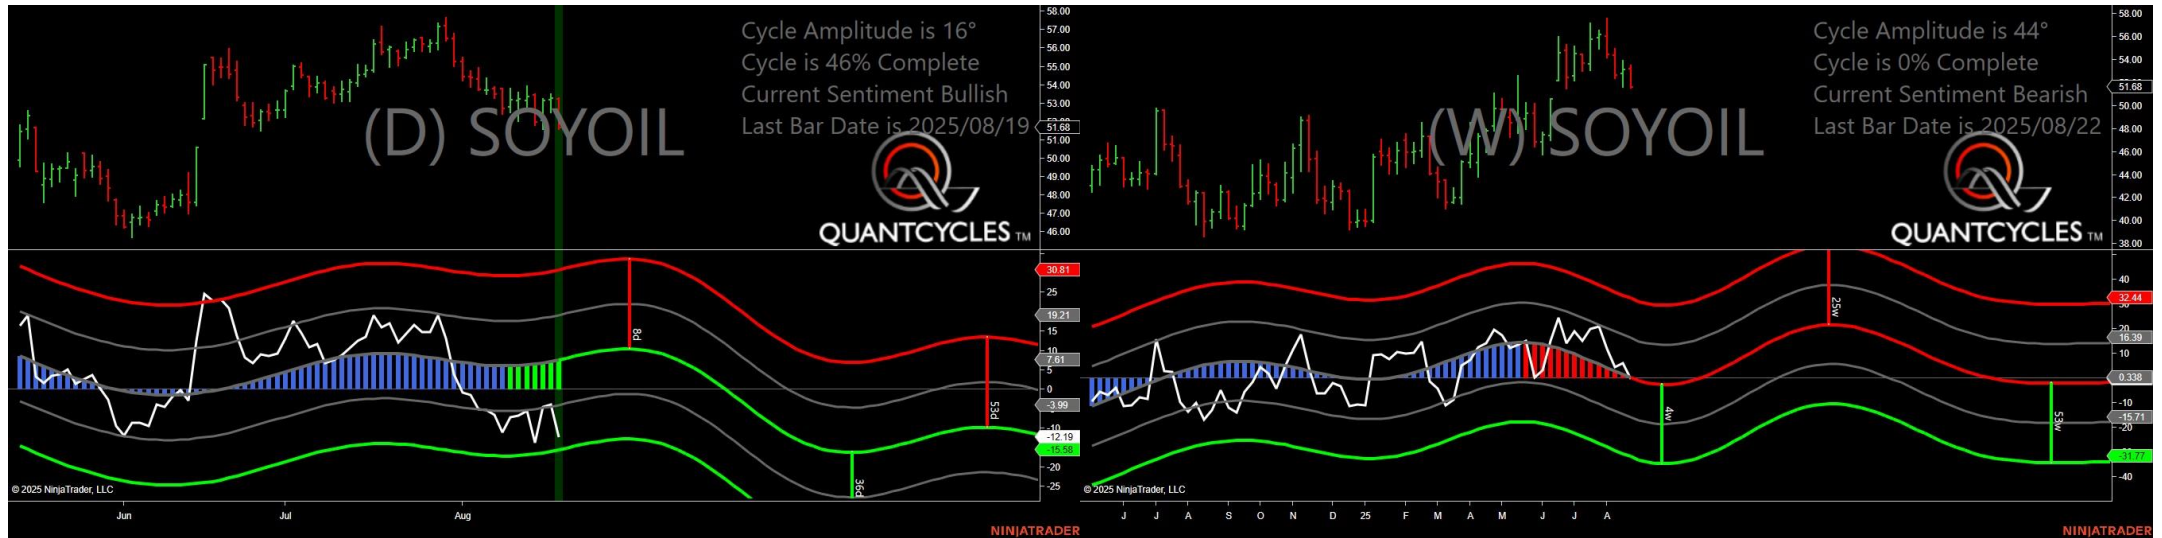 Cycle Amplitude is 16°
Cycle is 46% Complete
Current Sentiment Bullish
Last Bar Date is 2025/08/19
(D) SOYOIL
QUANTCYCLES TM
58.00
57.00
56.00
55.00
54.00
53.00
51.68
51.00
50.00
49.00
48.00
47.00
46.00
30.81
25
19.21
15
10
7.61
5
0
-3.99
-10
-12.19
-15.58
-20
-25
8d
36d
53d
© 2025 NinjaTrader, LLC
Jun Jul Aug
NINJATRADER
Cycle Amplitude is 44°
Cycle is 0% Complete
Current Sentiment Bearish
Last Bar Date is 2025/08/22
(W) SOYOIL
QUANTCYCLES TM
58.00
56.00
54.00
51.68
50.00
48.00
46.00
44.00
42.00
40.00
38.00
40
32.44
20
16.39
10
0.338
-10
-15.71
-20
-31.77
-40
4w
25w
53w
© 2025 NinjaTrader, LLC
J J A S O N D 25 F M A M J J A
NINJATRADER